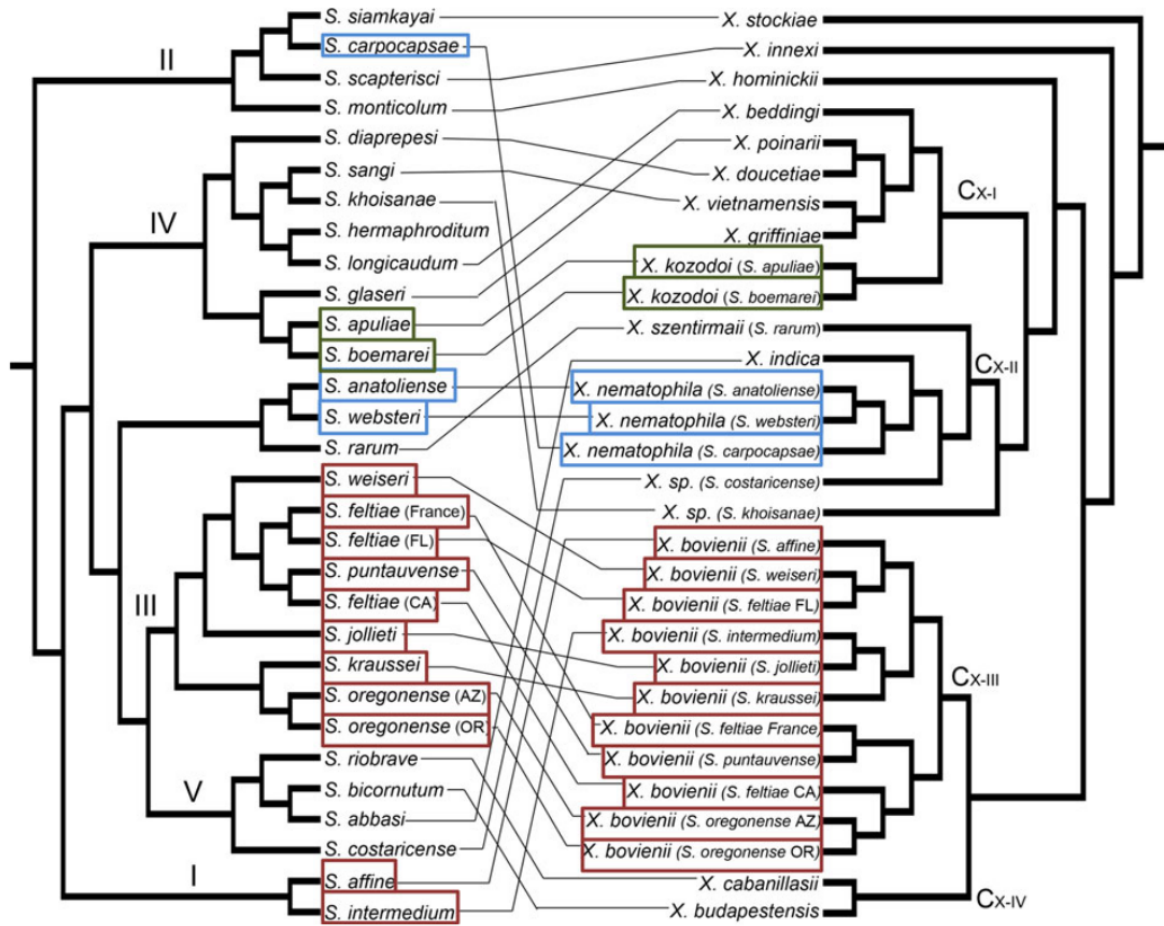 S. siamkayai
S. carpocapsae
S. scapterisci
S. monticolum
S. diaprepesi
S. sangi
S. khoisanae
S. hermaphroditum
S. longicaudum
S. glaseri
S. apuliae
S. boemarei
S. anatoliense
S. websteri
S. rarum
S. weiseri
S. feltiae (France)
S. feltiae (FL)
S. puntauvense
S. feltiae (CA)
S. jollieti
S. kraussei
S. oregonense (AZ)
S. oregonense (OR)
S. riobrave
S. bicornutum
S. abbasi
S. costaricense
S. affine
S. intermedium
II
IV
III
V
I
X. stockiae
X. innexi
X. hominickii
X. beddingi
X. poinarii
X. doucetiae
X. vietnamensis
X. griffiniae
X. kozodoi (S. apuliae)
X. kozodoi (S. boemarei)
X. szentirmaii (S. rarum)
X. indica
X. nematophila (S. anatoliense)
X. nematophila (S. websteri)
X. nematophila (S. carpocapsae)
X. sp. (S. costaricense)
X. sp. (S. khoisanae)
X. bovienii (S. affine)
X. bovienii (S. weiseri)
X. bovienii (S. feltiae FL)
X. bovienii (S. intermedium)
X. bovienii (S. jollieti)
X. bovienii (S. kraussei)
X. bovienii (S. feltiae France)
X. bovienii (S. puntauvense)
X. bovienii (S. feltiae CA)
X. bovienii (S. oregonense AZ)
X. bovienii (S. oregonense OR)
X. cabanillasii
X. budapestensis
CX-I
CX-II
CX-III
CX-IV